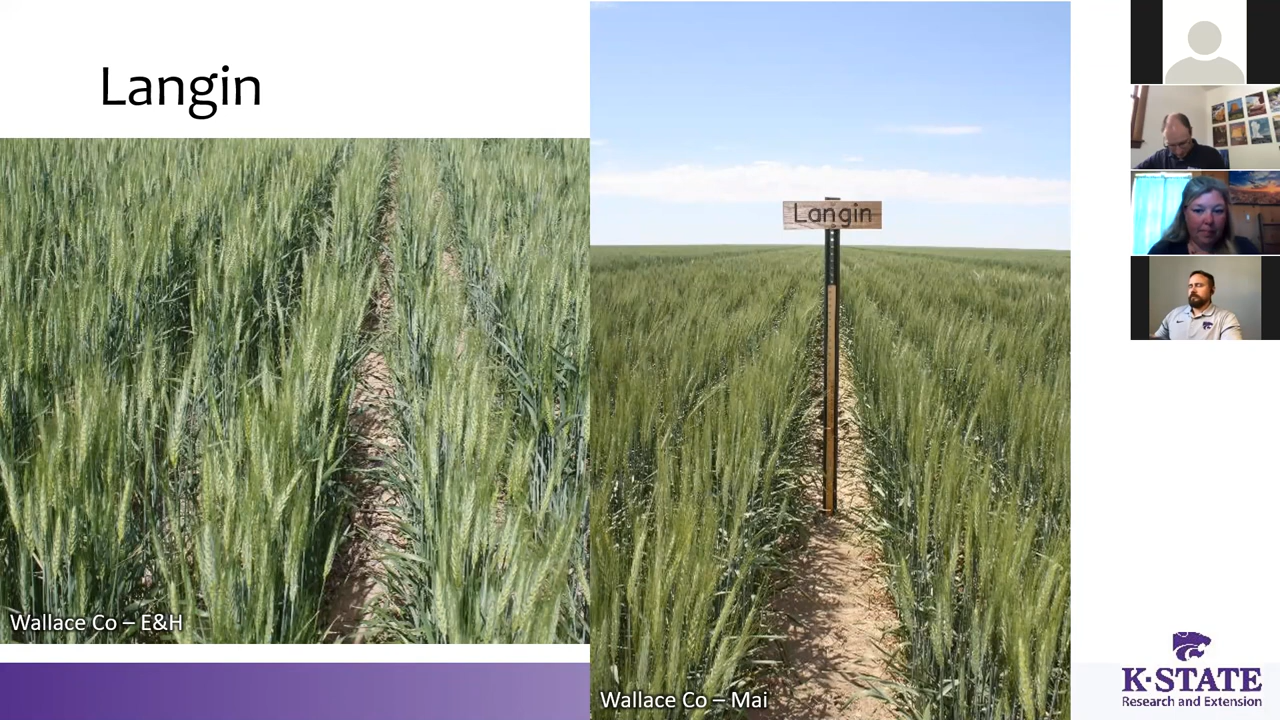 Langin
Langin
Wallace Co – E&H
Wallace Co – Mai
K-STATE
Research and Extension